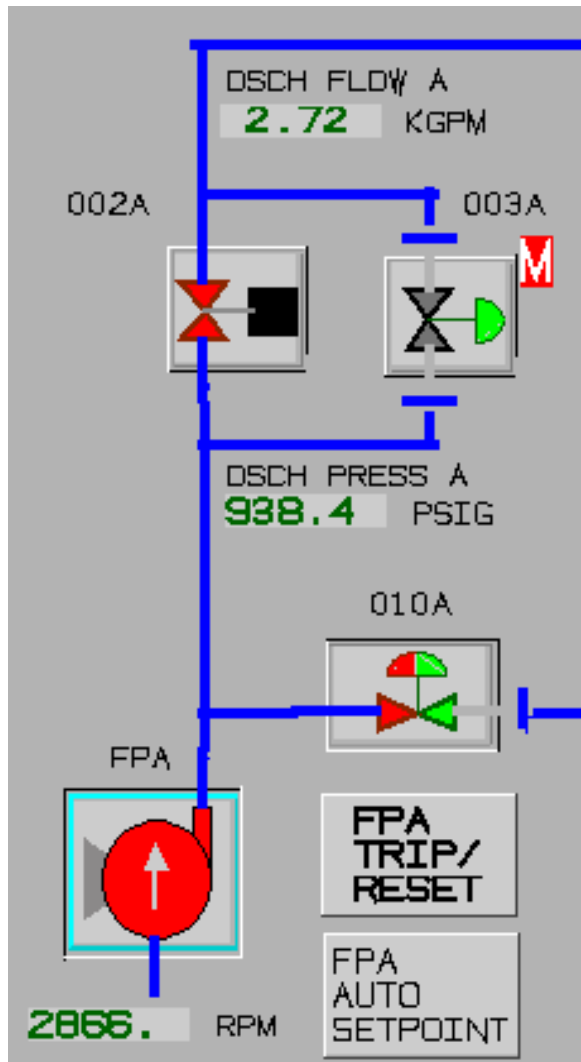 DSCH FLOW A
2.72 KGPM
002A 003A
M
DSCH PRESS A
938.4 PSIG
010A
FPA
FPA
TRIP/
RESET
FPA
AUTO
SETPOINT
2866. RPM